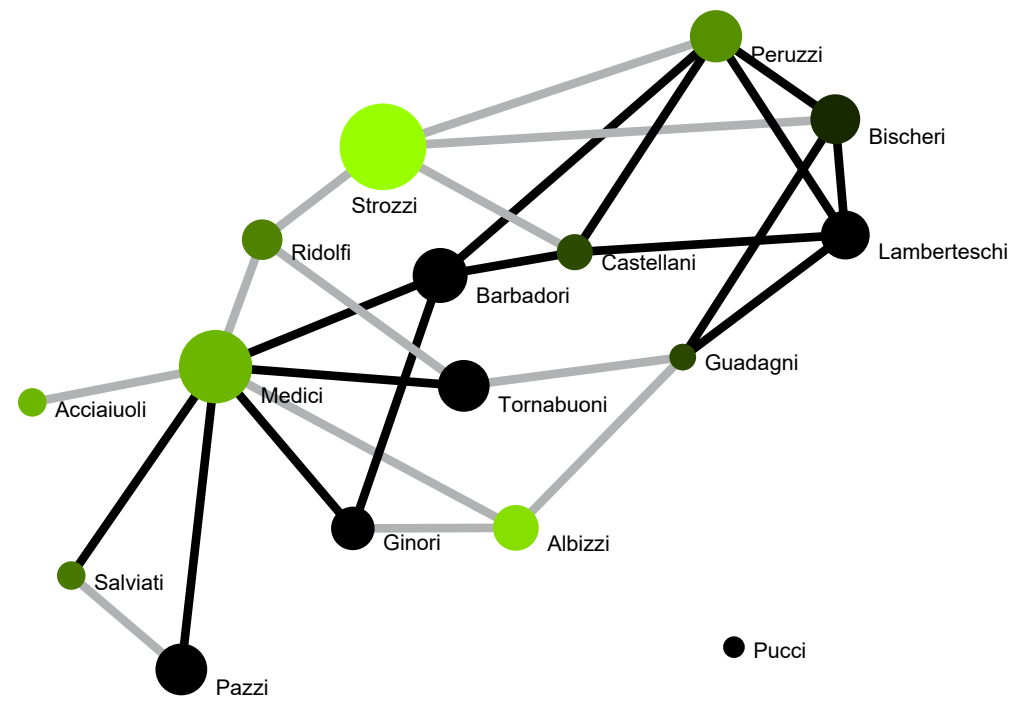 Peruzzi
Bischeri
Strozzi
Ridolfi
Lamberteschi
Castellani
Barbadori
Guadagni
Medici
Tornabuoni
Acciaiuoli
Ginori
Albizzi
Salviati
Pucci
Pazzi